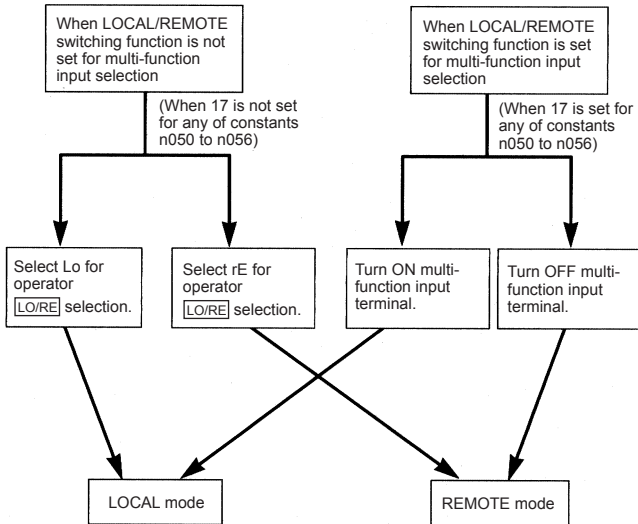 When LOCAL/REMOTE
switching function is not
set for multi-function
input selection
When LOCAL/REMOTE
switching function is set
for multi-function input
selection
(When 17 is not set
for any of constants
n050 to n056)
(When 17 is set for
any of constants
n050 to n056)
Select Lo for
operator
LO/RE selection.
Select rE for
operator
LO/RE selection.
Turn ON multi-
function input
terminal.
Turn OFF multi-
function input
terminal.
LOCAL mode
REMOTE mode